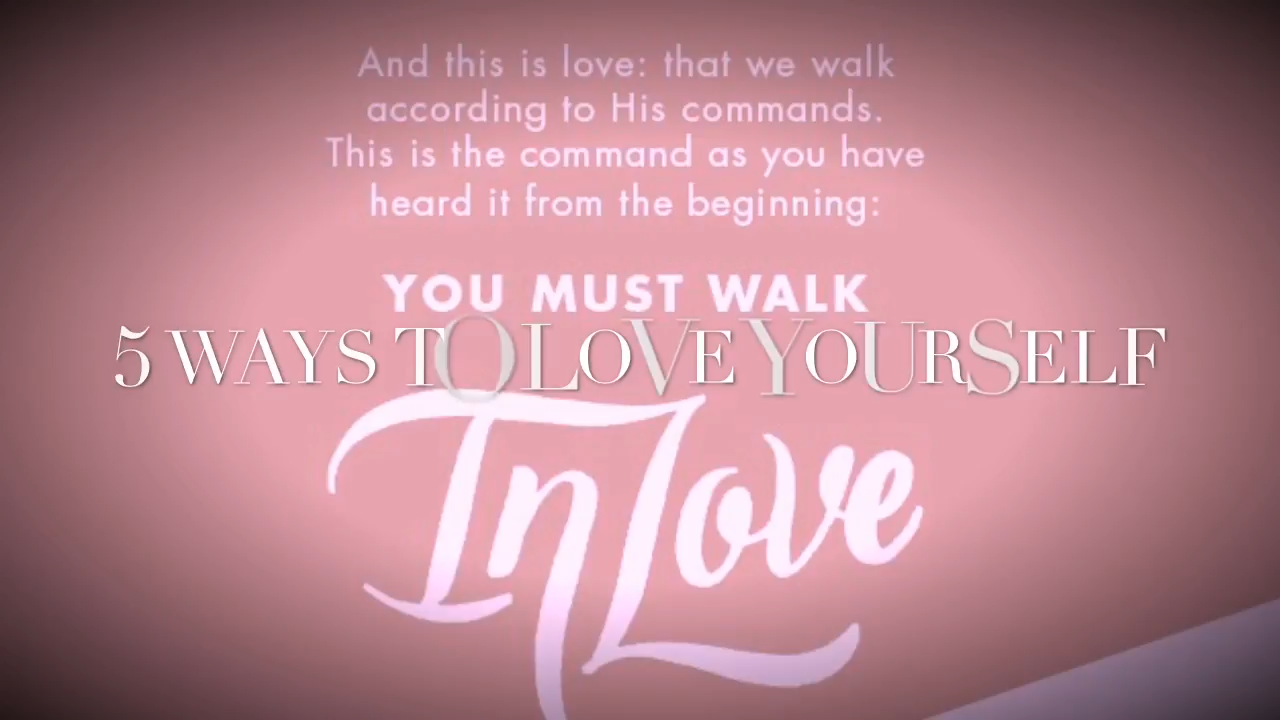 And this is love: that we walk
according to His commands.
This is the command as you have
heard it from the beginning:
YOU MUST WALK
5 WAYS TO LOVE YOURSELF
In Love